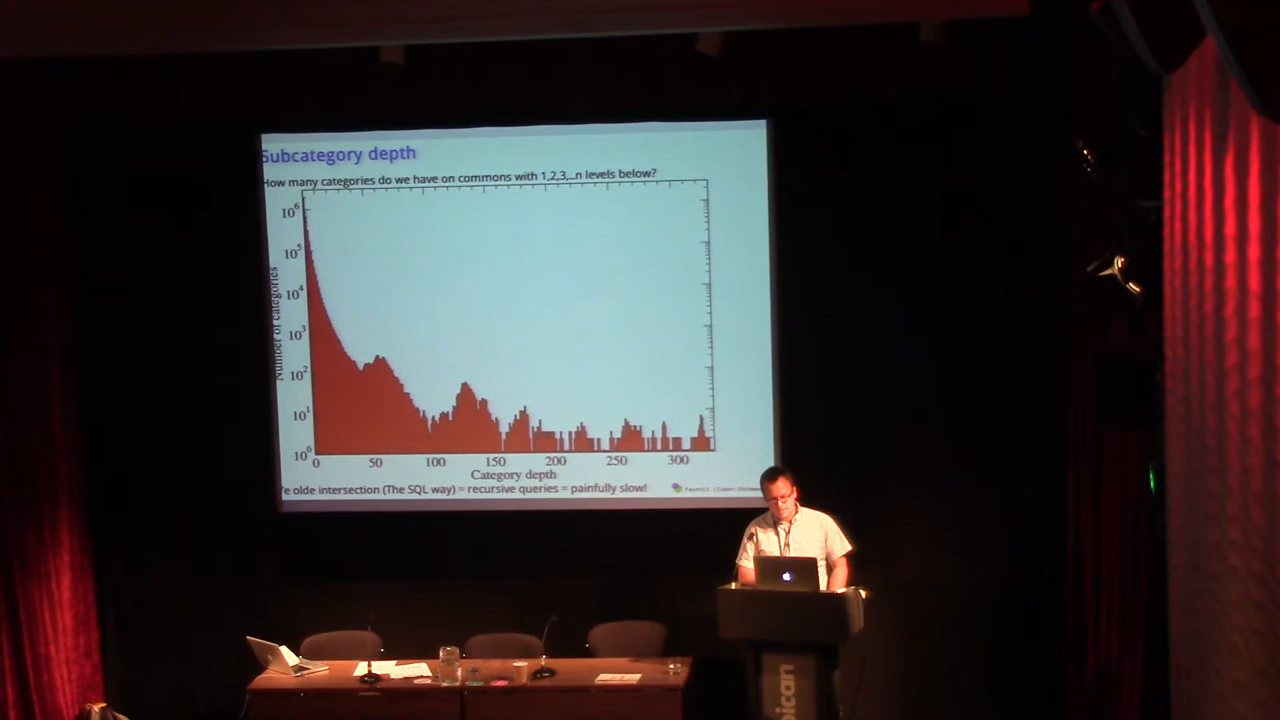 Subcategory depth
How many categories do we have on commons with 1,2,3,..n levels below?
10^6
10^5
10^4
10^3
10^2
10^1
10^0
Number of categories
0 50 100 150 200 250 300
Category depth
Ye olde intersection (The SQL way) = recursive queries = painfully slow!
bican